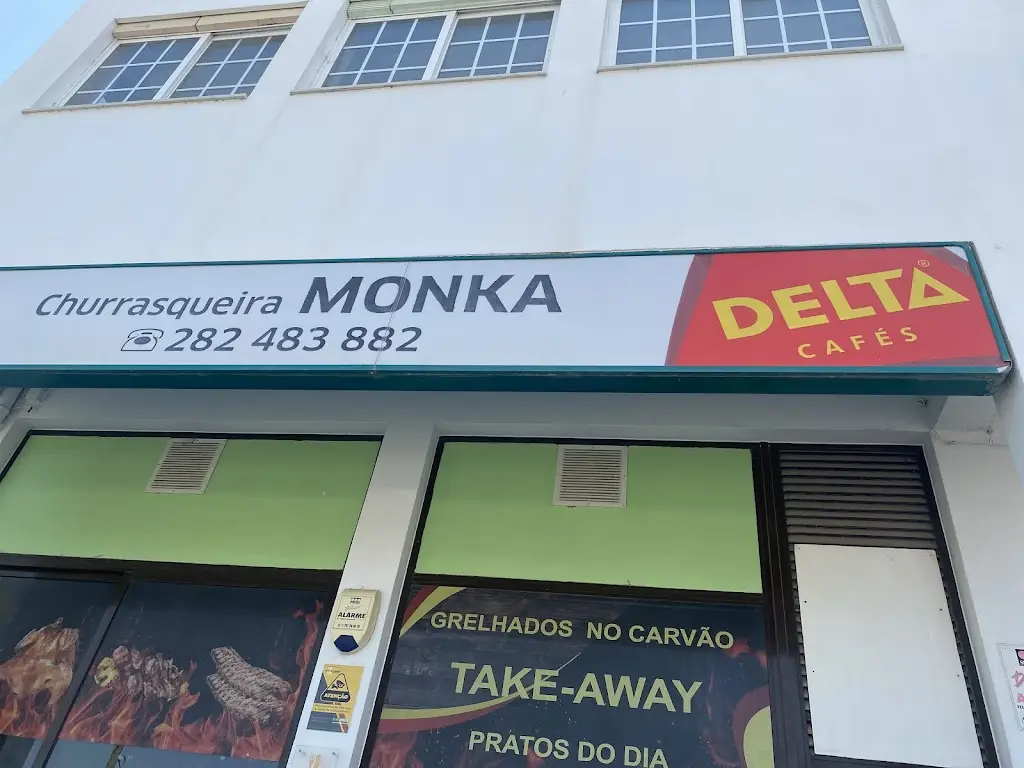 Churrasqueira MONKA
282 483 882
DELTA®
CAFÉS
ALARME
ATENÇÃO
GRELHADOS NO CARVÃO
TAKE-AWAY
PRATOS DO DIA